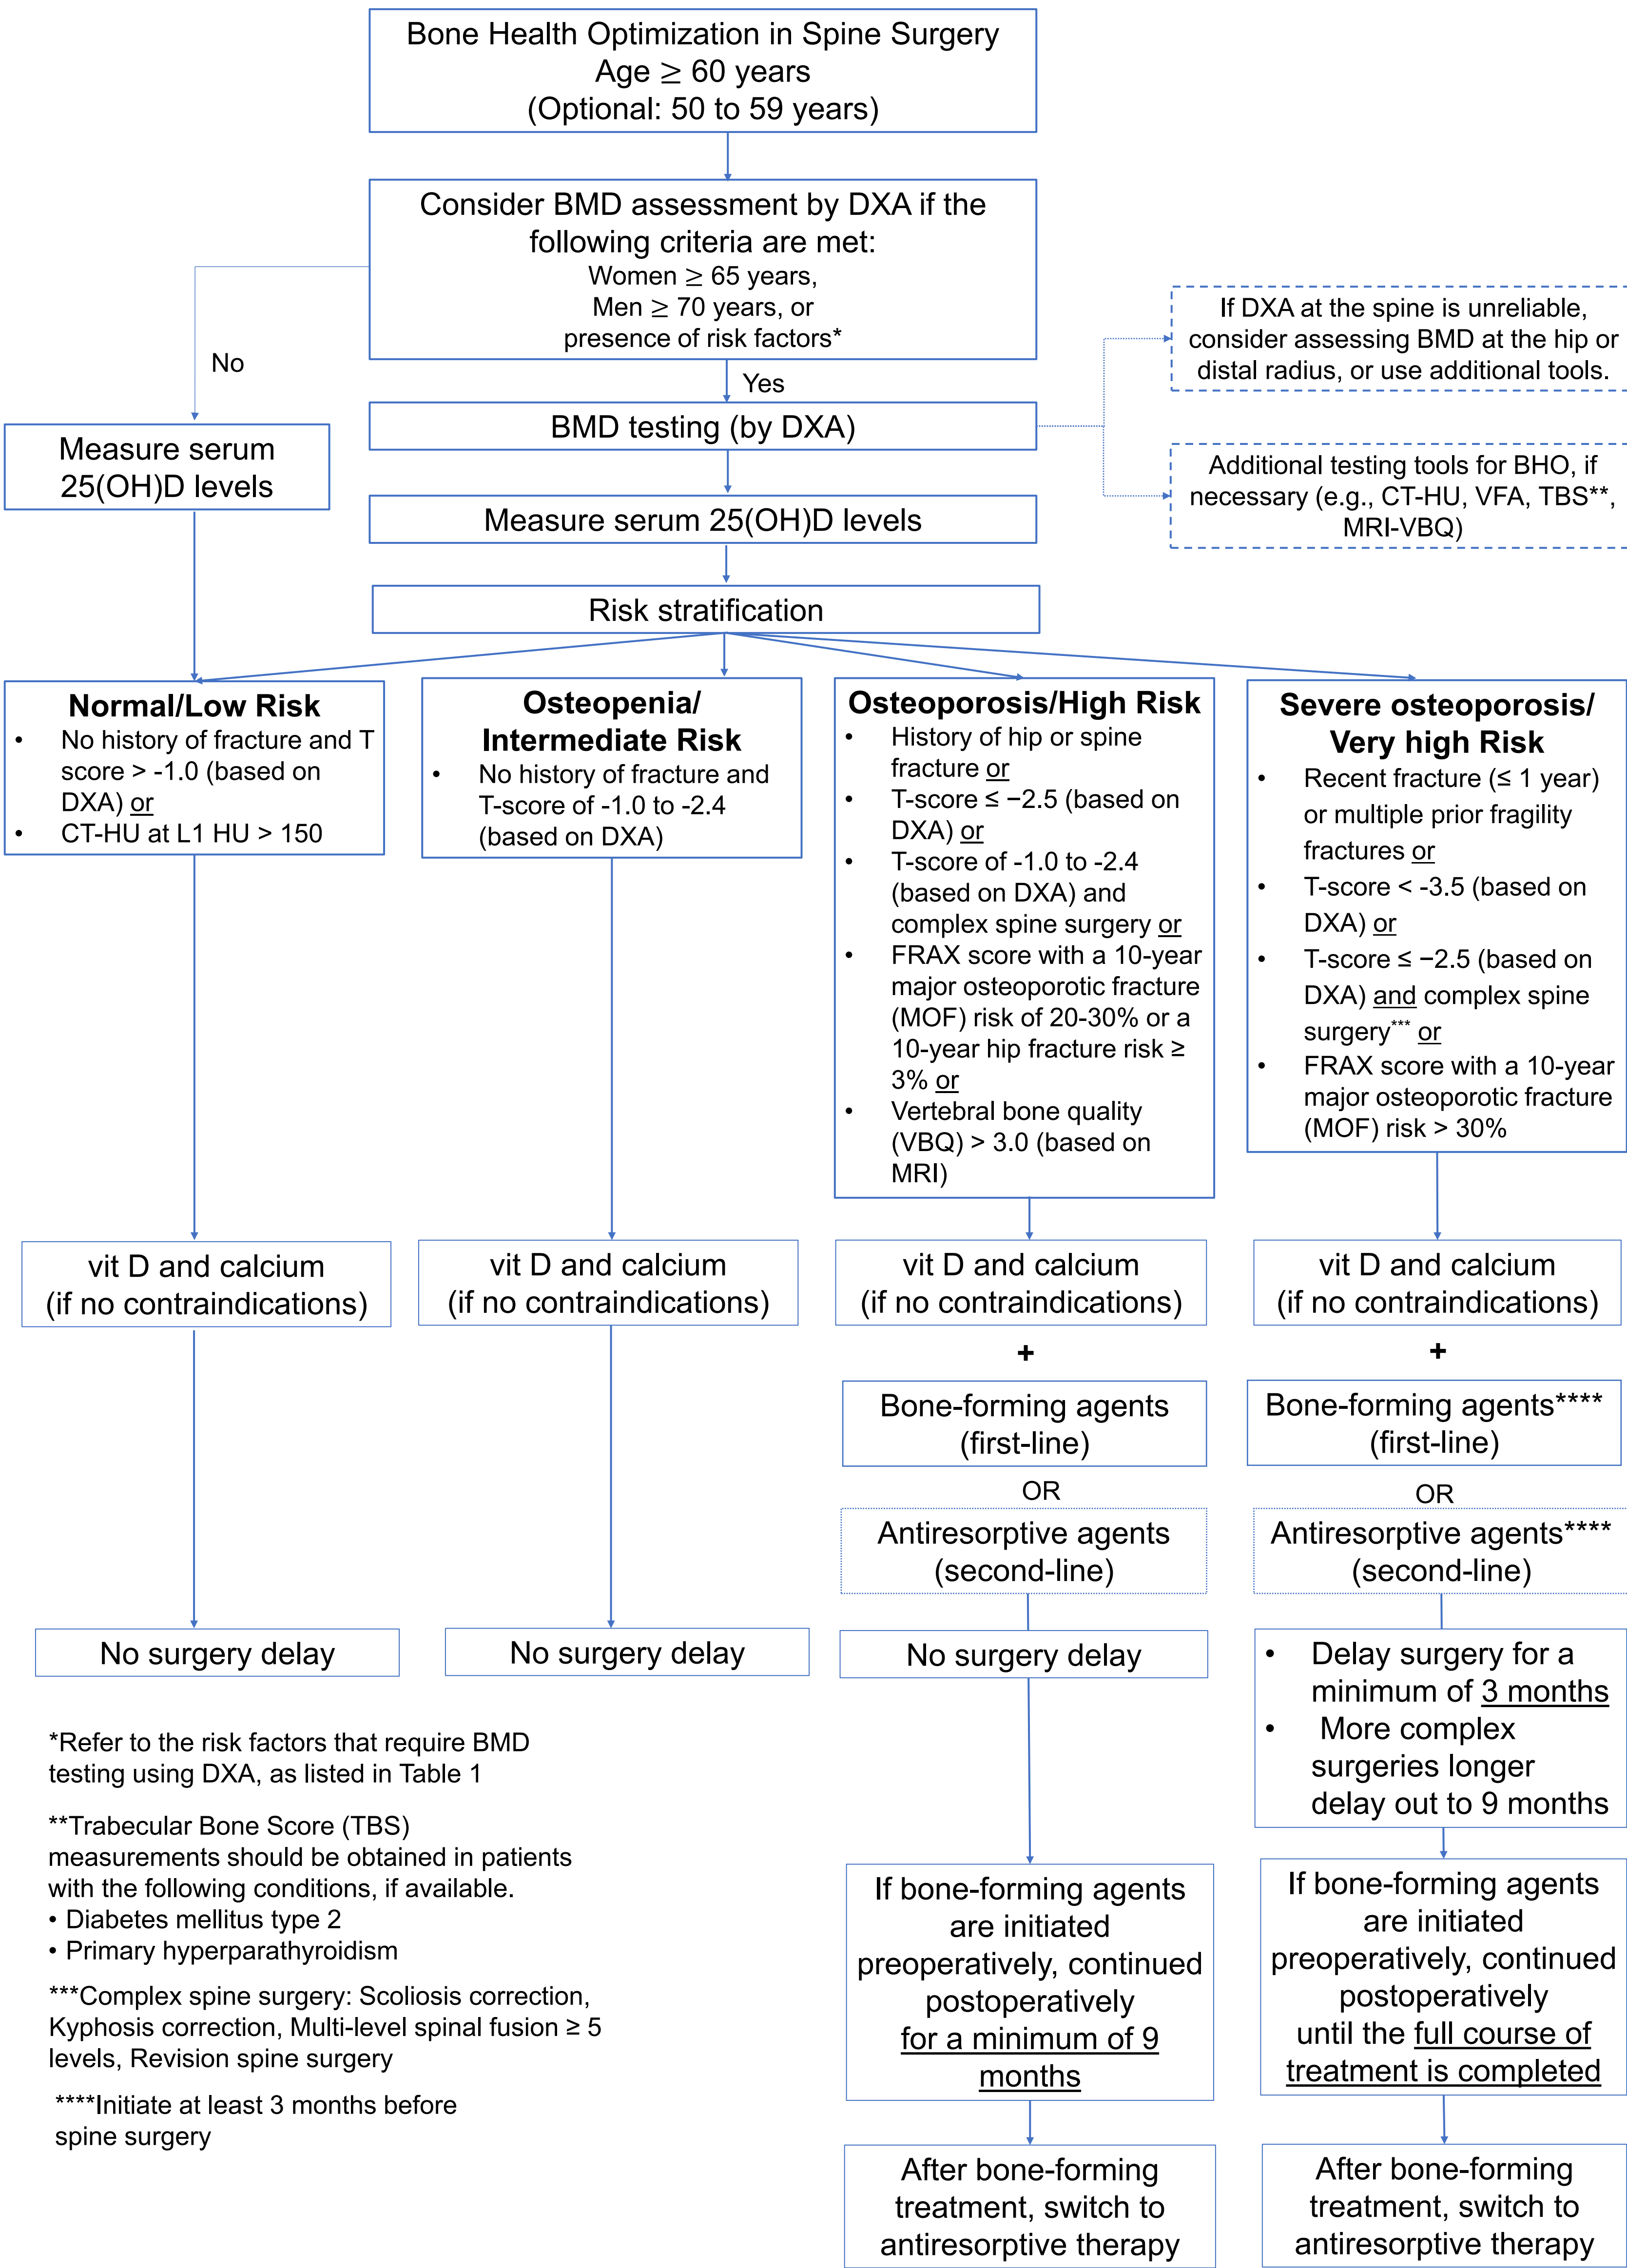 Bone Health Optimization in Spine Surgery
Age ≥ 60 years
(Optional: 50 to 59 years)
Consider BMD assessment by DXA if the
following criteria are met:
Women ≥ 65 years,
Men ≥ 70 years, or
presence of risk factors*
No
Yes
If DXA at the spine is unreliable,
consider assessing BMD at the hip or
distal radius, or use additional tools.
BMD testing (by DXA)
Measure serum
25(OH)D levels
Additional testing tools for BHO, if
necessary (e.g., CT-HU, VFA, TBS**,
MRI-VBQ)
Measure serum 25(OH)D levels
Risk stratification
Normal/Low Risk
• No history of fracture and T
score > -1.0 (based on
DXA) or
• CT-HU at L1 HU > 150
Osteopenia/
Intermediate Risk
• No history of fracture and
T-score of -1.0 to -2.4
(based on DXA)
Osteoporosis/High Risk
• History of hip or spine
fracture or
• T-score ≤ −2.5 (based on
DXA) or
• T-score of -1.0 to -2.4
(based on DXA) and
complex spine surgery or
• FRAX score with a 10-year
major osteoporotic fracture
(MOF) risk of 20-30% or a
10-year hip fracture risk ≥
3% or
• Vertebral bone quality
(VBQ) > 3.0 (based on
MRI)
Severe osteoporosis/
Very high Risk
• Recent fracture (≤ 1 year)
or multiple prior fragility
fractures or
• T-score < -3.5 (based on
DXA) or
• T-score ≤ −2.5 (based on
DXA) and complex spine
surgery*** or
• FRAX score with a 10-year
major osteoporotic fracture
(MOF) risk > 30%
vit D and calcium
(if no contraindications)
vit D and calcium
(if no contraindications)
vit D and calcium
(if no contraindications)
vit D and calcium
(if no contraindications)
+
+
Bone-forming agents
(first-line)
Bone-forming agents****
(first-line)
OR
OR
Antiresorptive agents
(second-line)
Antiresorptive agents****
(second-line)
No surgery delay
No surgery delay
No surgery delay
• Delay surgery for a
minimum of 3 months
• More complex
surgeries longer
delay out to 9 months
*Refer to the risk factors that require BMD
testing using DXA, as listed in Table 1
**Trabecular Bone Score (TBS)
measurements should be obtained in patients
with the following conditions, if available.
• Diabetes mellitus type 2
• Primary hyperparathyroidism
***Complex spine surgery: Scoliosis correction,
Kyphosis correction, Multi-level spinal fusion ≥ 5
levels, Revision spine surgery
****Initiate at least 3 months before
spine surgery
If bone-forming agents
are initiated
preoperatively, continued
postoperatively
for a minimum of 9
months
If bone-forming agents
are initiated
preoperatively, continued
postoperatively
until the full course of
treatment is completed
After bone-forming
treatment, switch to
antiresorptive therapy
After bone-forming
treatment, switch to
antiresorptive therapy